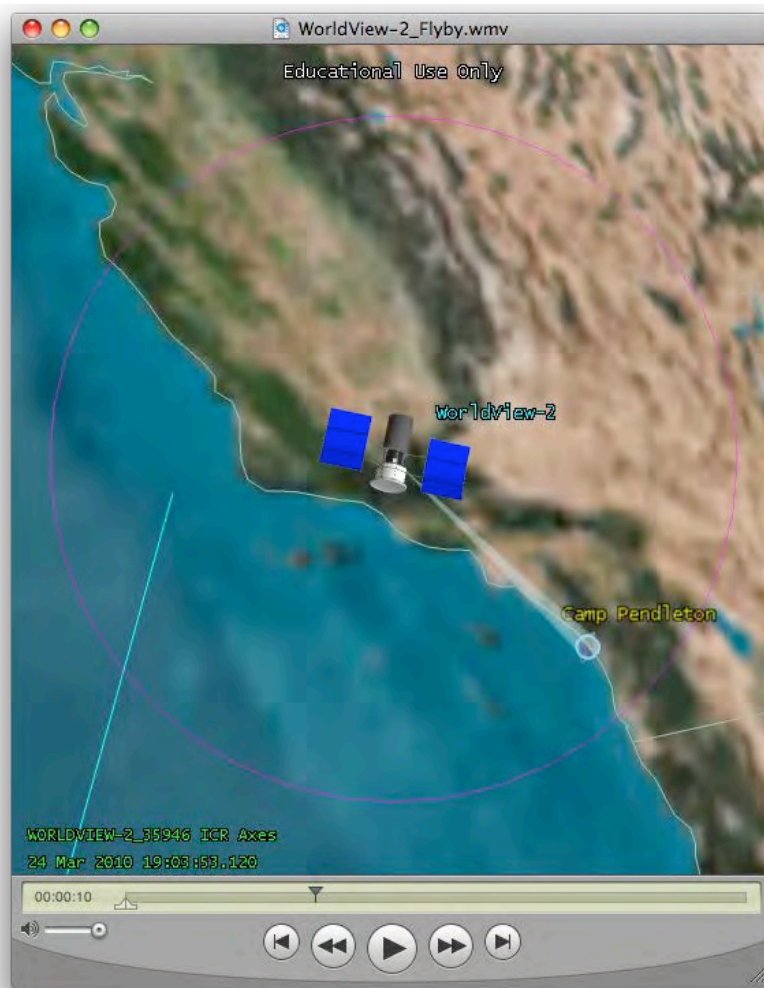 WorldView-2_Flyby.wmv
Educational Use Only
WorldView-2
Camp Pendleton
WORLDVIEW-2_35946 ICR Axes
24 Mar 2010 19:03:53.120
00:00:10